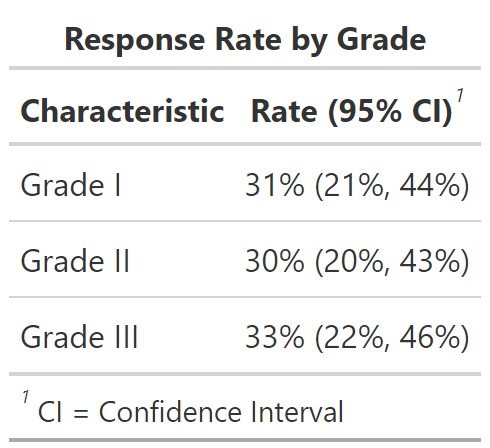 Response Rate by Grade
Characteristic Rate (95% CI)¹
Grade I 31% (21%, 44%)
Grade II 30% (20%, 43%)
Grade III 33% (22%, 46%)
¹ CI = Confidence Interval